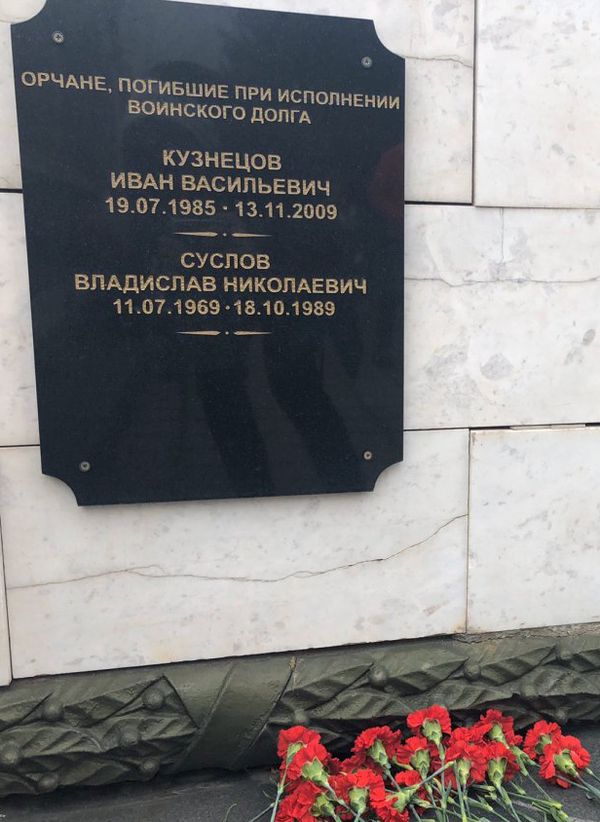 ОРЧАНЕ, ПОГИБШИЕ ПРИ ИСПОЛНЕНИИ
ВОИНСКОГО ДОЛГА
КУЗНЕЦОВ
ИВАН ВАСИЛЬЕВИЧ
19.07.1985 · 13.11.2009
СУСЛОВ
ВЛАДИСЛАВ НИКОЛАЕВИЧ
11.07.1969 · 18.10.1989